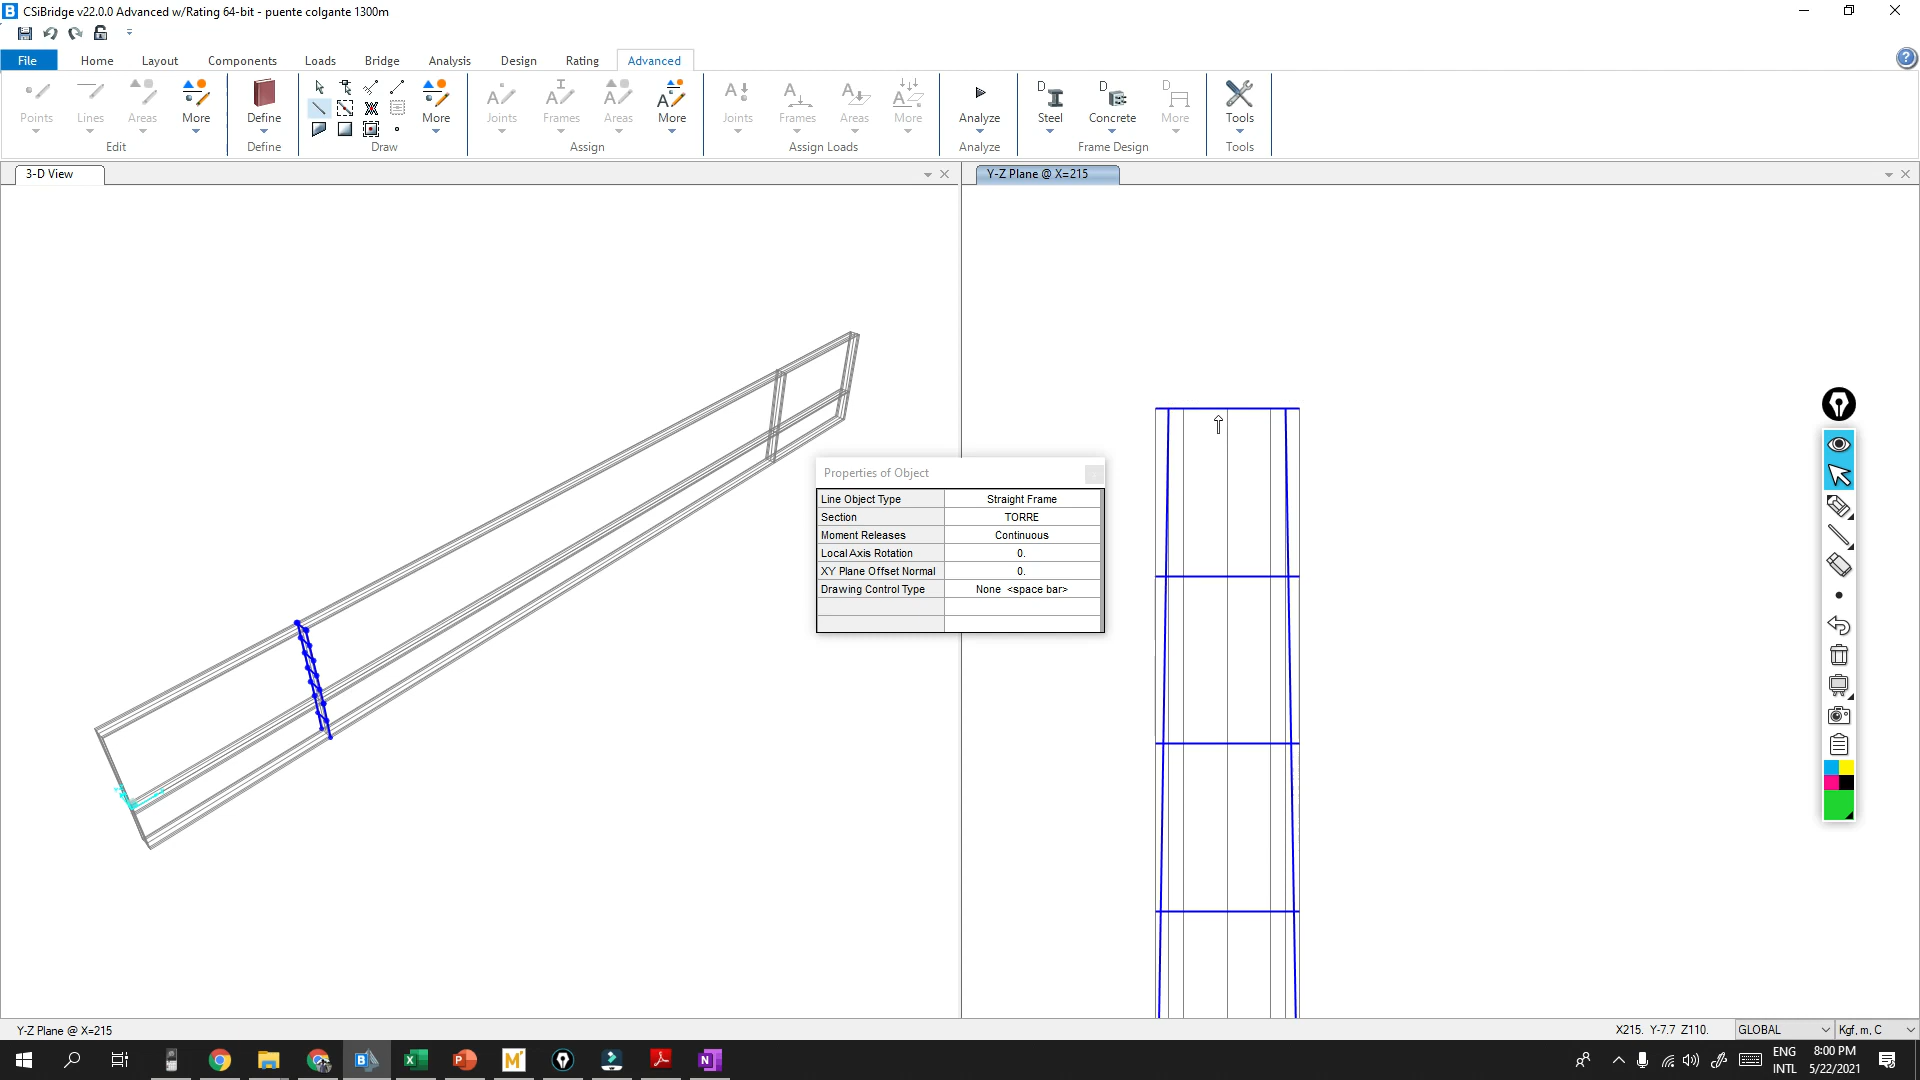 CSiBridge v22.0.0 Advanced w/Rating 64-bit - puente colgante 1300m
File Home Layout Components Loads Bridge Analysis Design Rating Advanced
Points Lines Areas More Define More Joints Frames Areas More Joints Frames Areas More Analyze Steel Concrete More Tools
Edit Define Draw Assign Assign Loads Analyze Frame Design Tools
3-D View
Y-Z Plane @ X=215
Properties of Object
Line Object Type Straight Frame
Section TORRE
Moment Releases Continuous
Local Axis Rotation 0.
XY Plane Offset Normal 0.
Drawing Control Type None <space bar>
Y-Z Plane @ X=215
X215. Y-7.7 Z110.
GLOBAL
Kgf, m, C
ENG
INTL
8:00 PM
5/22/2021